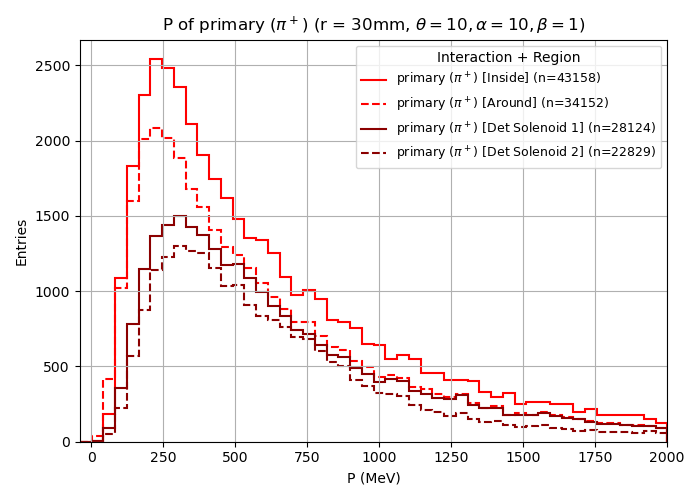 P of primary (π⁺) (r = 30mm, θ = 10, α = 10, β = 1)
Interaction + Region
primary (π⁺) [Inside] (n=43158)
primary (π⁺) [Around] (n=34152)
primary (π⁺) [Det Solenoid 1] (n=28124)
primary (π⁺) [Det Solenoid 2] (n=22829)
Entries
2500
2000
1500
1000
500
0
0 250 500 750 1000 1250 1500 1750 2000
P (MeV)